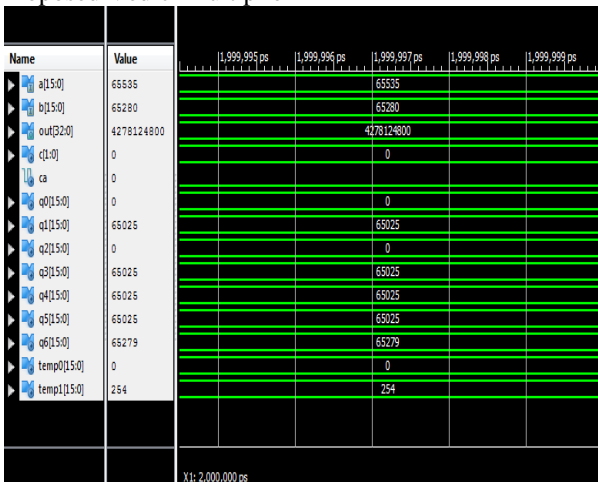 Name Value 1,999,995 ps 1,999,996 ps 1,999,997 ps 1,999,998 ps 1,999,999 ps
a[15:0] 65535 65535
b[15:0] 65280 65280
out[32:0] 4278124800 4278124800
c[1:0] 0 0
ca 0
q0[15:0] 0 0
q1[15:0] 65025 65025
q2[15:0] 0 0
q3[15:0] 65025 65025
q4[15:0] 65025 65025
q5[15:0] 65025 65025
q6[15:0] 65279 65279
temp0[15:0] 0 0
temp1[15:0] 254 254
X1: 2,000,000 ps